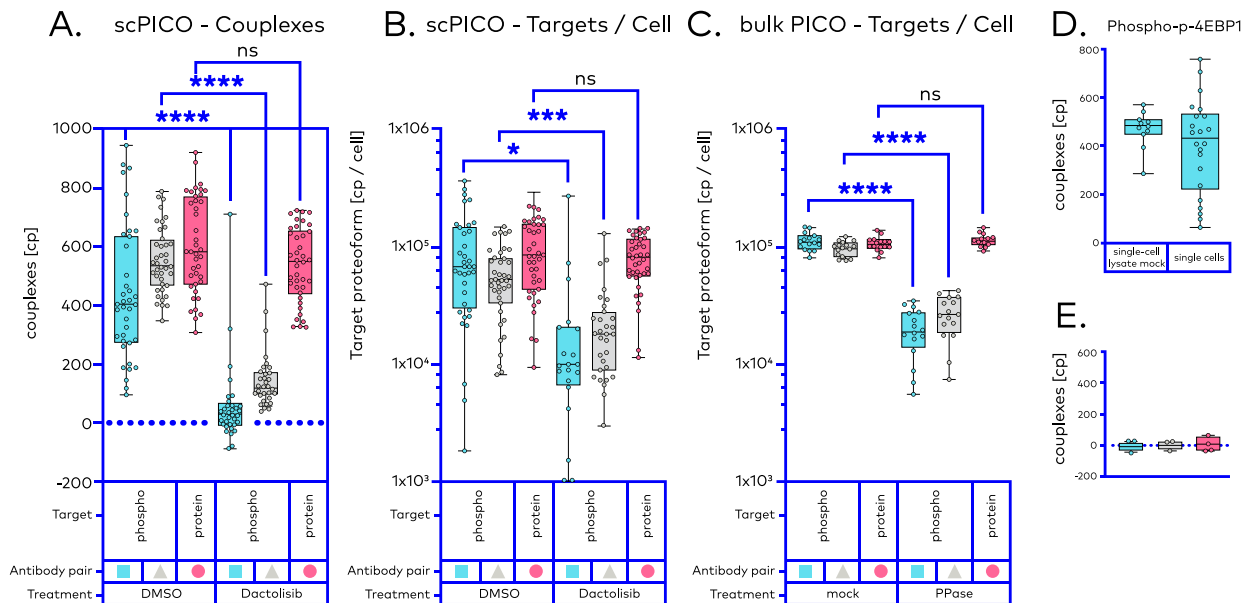 A. scPICO - Couplexes
ns
****
****
couplexes [cp]
1000
800
600
400
200
0
-200
Target
phospho
protein
phospho
protein
Antibody pair
Treatment
DMSO
Dactolisib
B. scPICO - Targets / Cell
ns
***
*
Target proteoform [cp / cell]
1x10⁶
1x10⁵
1x10⁴
1x10³
phospho
protein
phospho
protein
DMSO
Dactolisib
C. bulk PICO - Targets / Cell
ns
****
****
Target proteoform [cp / cell]
1x10⁶
1x10⁵
1x10⁴
1x10³
phospho
protein
phospho
protein
mock
PPase
D.
Phospho-p-4EBP1
couplexes [cp]
800
600
400
200
0
single-cell
lysate mock
single cells
E.
couplexes [cp]
600
400
200
0
-200